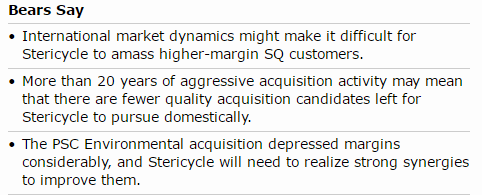 Bears Say
• International market dynamics might make it difficult for
Stericycle to amass higher-margin SQ customers.
• More than 20 years of aggressive acquisition activity may mean
that there are fewer quality acquisition candidates left for
Stericycle to pursue domestically.
• The PSC Environmental acquisition depressed margins
considerably, and Stericycle will need to realize strong synergies
to improve them.